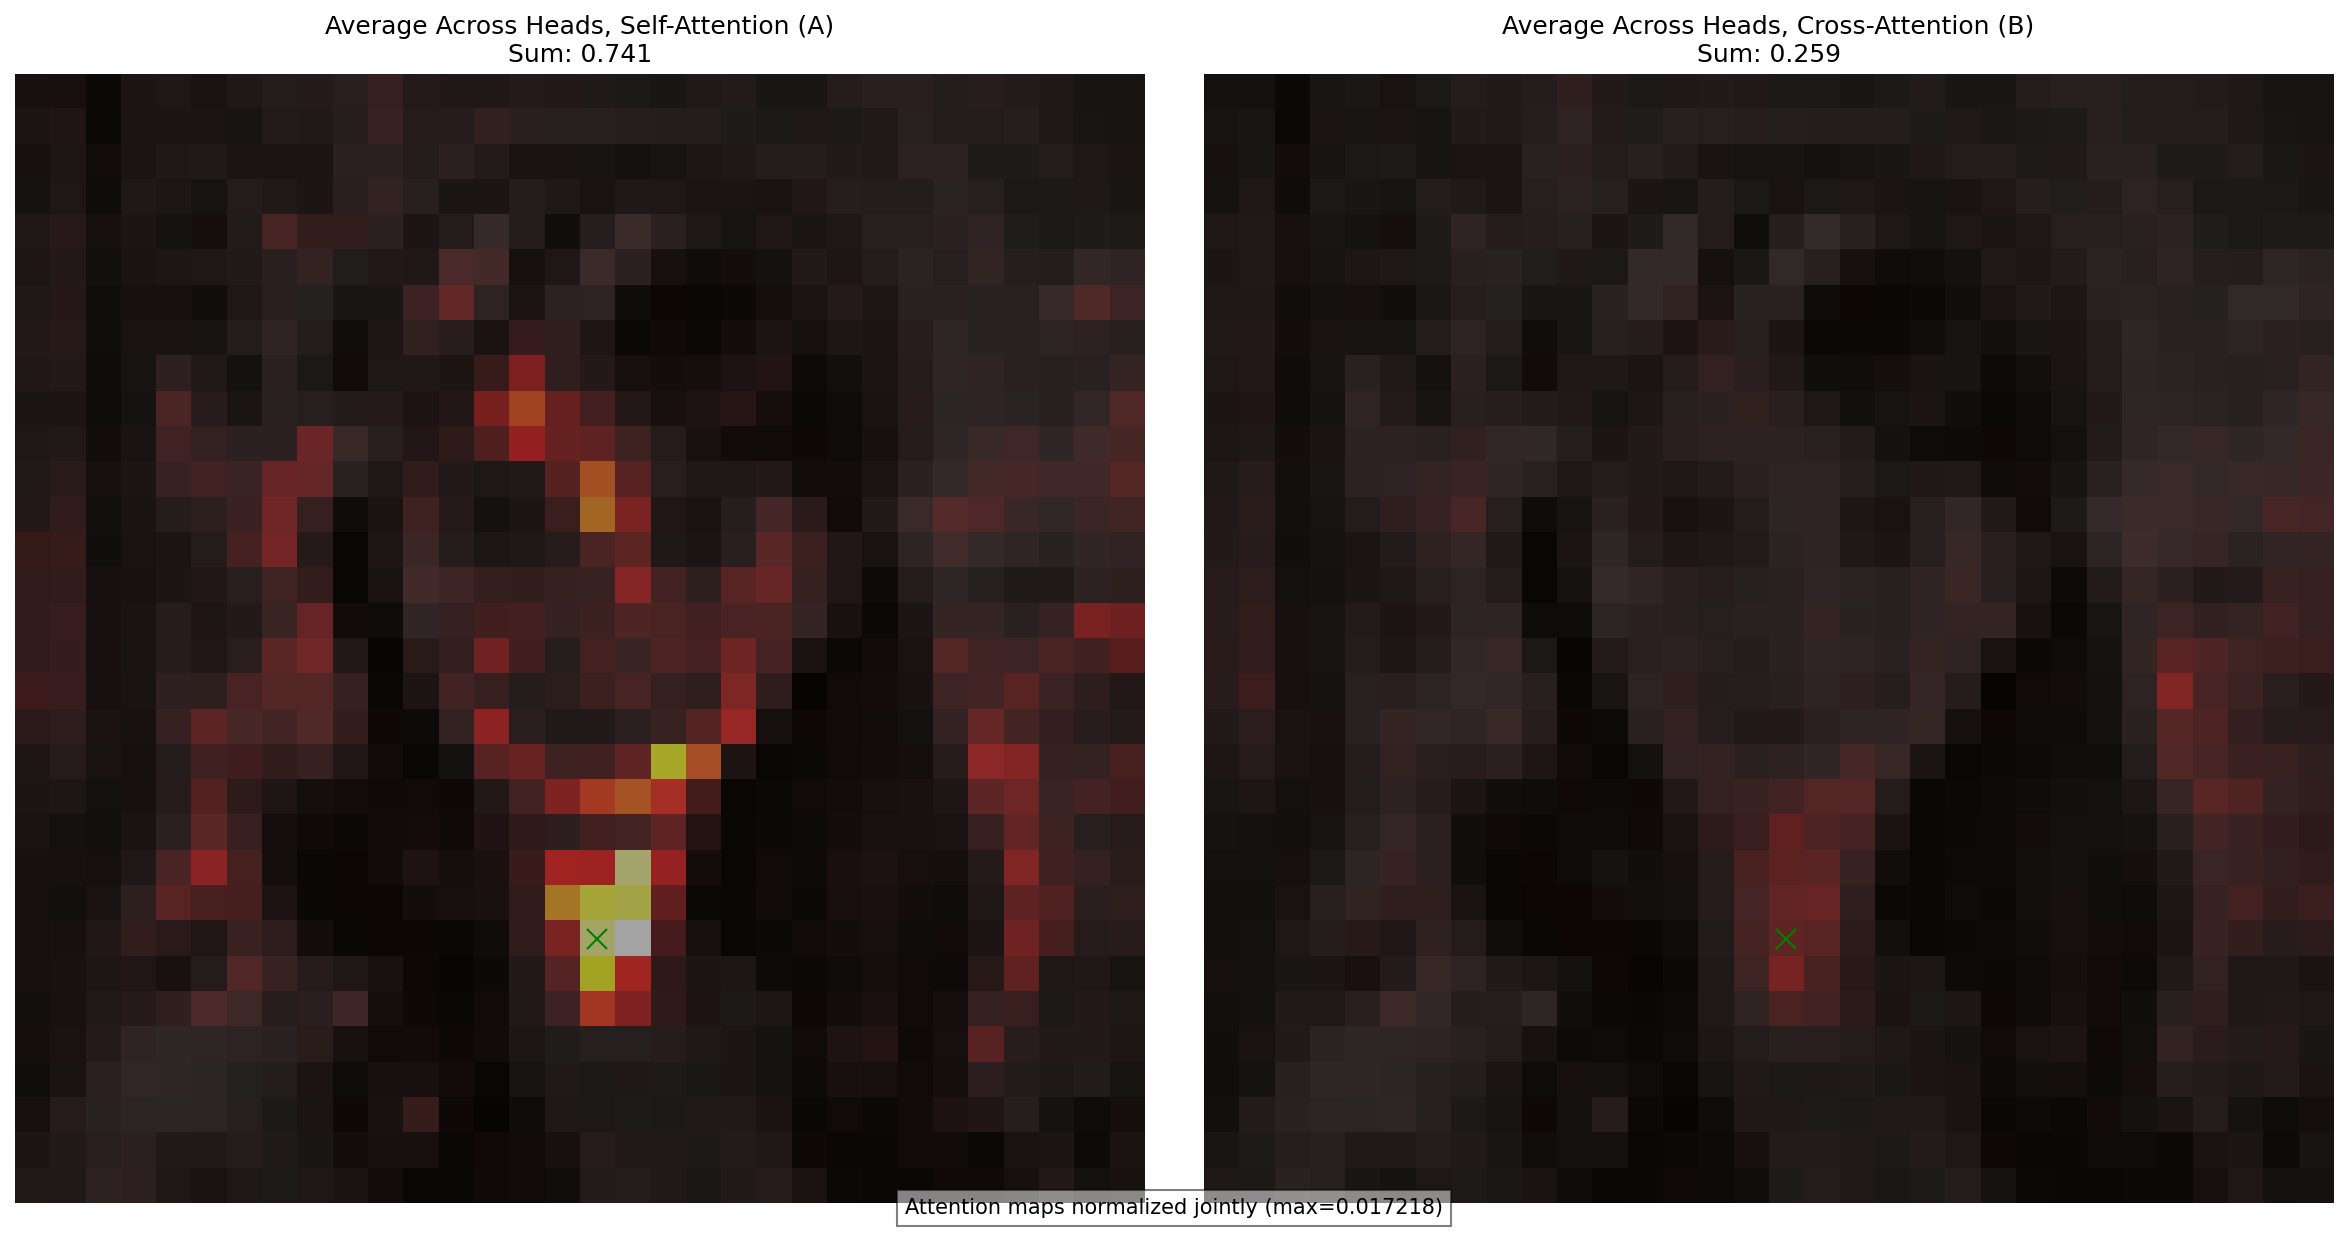 Average Across Heads, Self-Attention (A)
Sum: 0.741
Average Across Heads, Cross-Attention (B)
Sum: 0.259
Attention maps normalized jointly (max=0.017218)